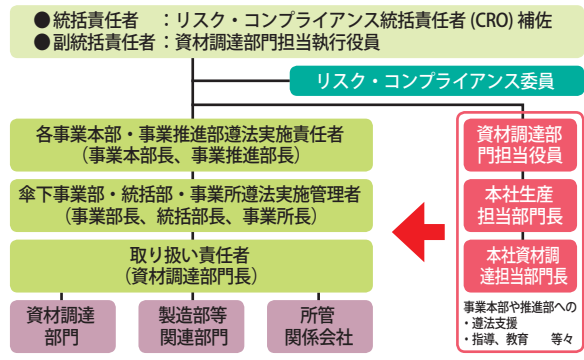 ●統括責任者　：リスク・コンプライアンス統括責任者 (CRO) 補佐
●副統括責任者：資材調達部門担当執行役員
リスク・コンプライアンス委員
各事業本部・事業推進部遵法実施責任者
（事業本部長、事業推進部長）
傘下事業部・統括部・事業所遵法実施管理者
（事業部長、統括部長、事業所長）
取り扱い責任者
（資材調達部門長）
資材調達
部門
製造部等
関連部門
所管
関係会社
資材調達部
門担当役員
本社生産
担当部門長
本社資材調
達担当部門長
事業本部や推進部への
・遵法支援
・指導、教育　等々